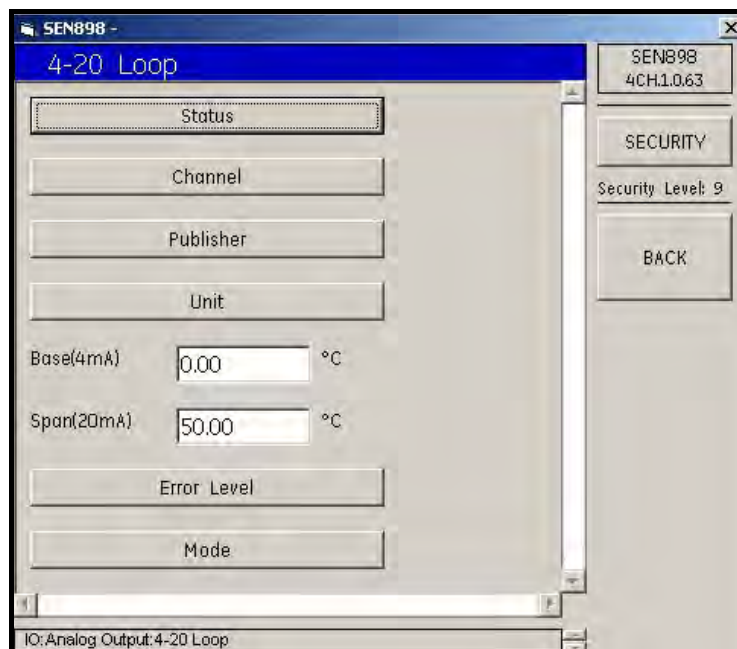 SEN898 -
4-20 Loop
Status
Channel
Publisher
Unit
Base(4mA) 0.00 °C
Span(20mA) 50.00 °C
Error Level
Mode
IO:Analog Output:4-20 Loop
SEN898
4CH.1.0.63
SECURITY
Security Level: 9
BACK